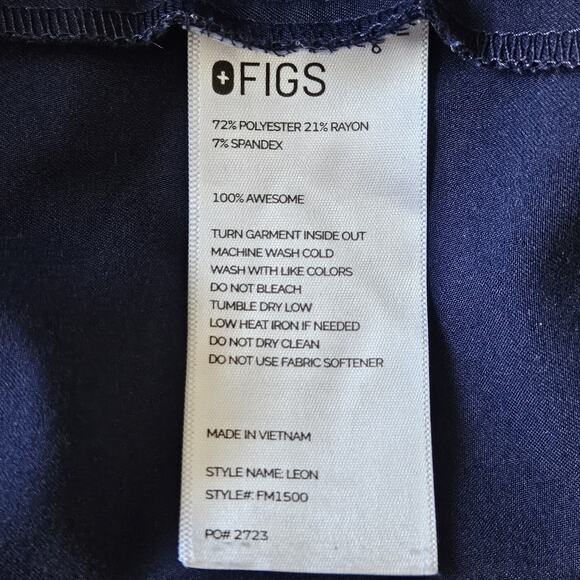 FIGS
72% POLYESTER 21% RAYON
7% SPANDEX
100% AWESOME
TURN GARMENT INSIDE OUT
MACHINE WASH COLD
WASH WITH LIKE COLORS
DO NOT BLEACH
TUMBLE DRY LOW
LOW HEAT IRON IF NEEDED
DO NOT DRY CLEAN
DO NOT USE FABRIC SOFTENER
MADE IN VIETNAM
STYLE NAME: LEON
STYLE#: FM1500
PO# 2723